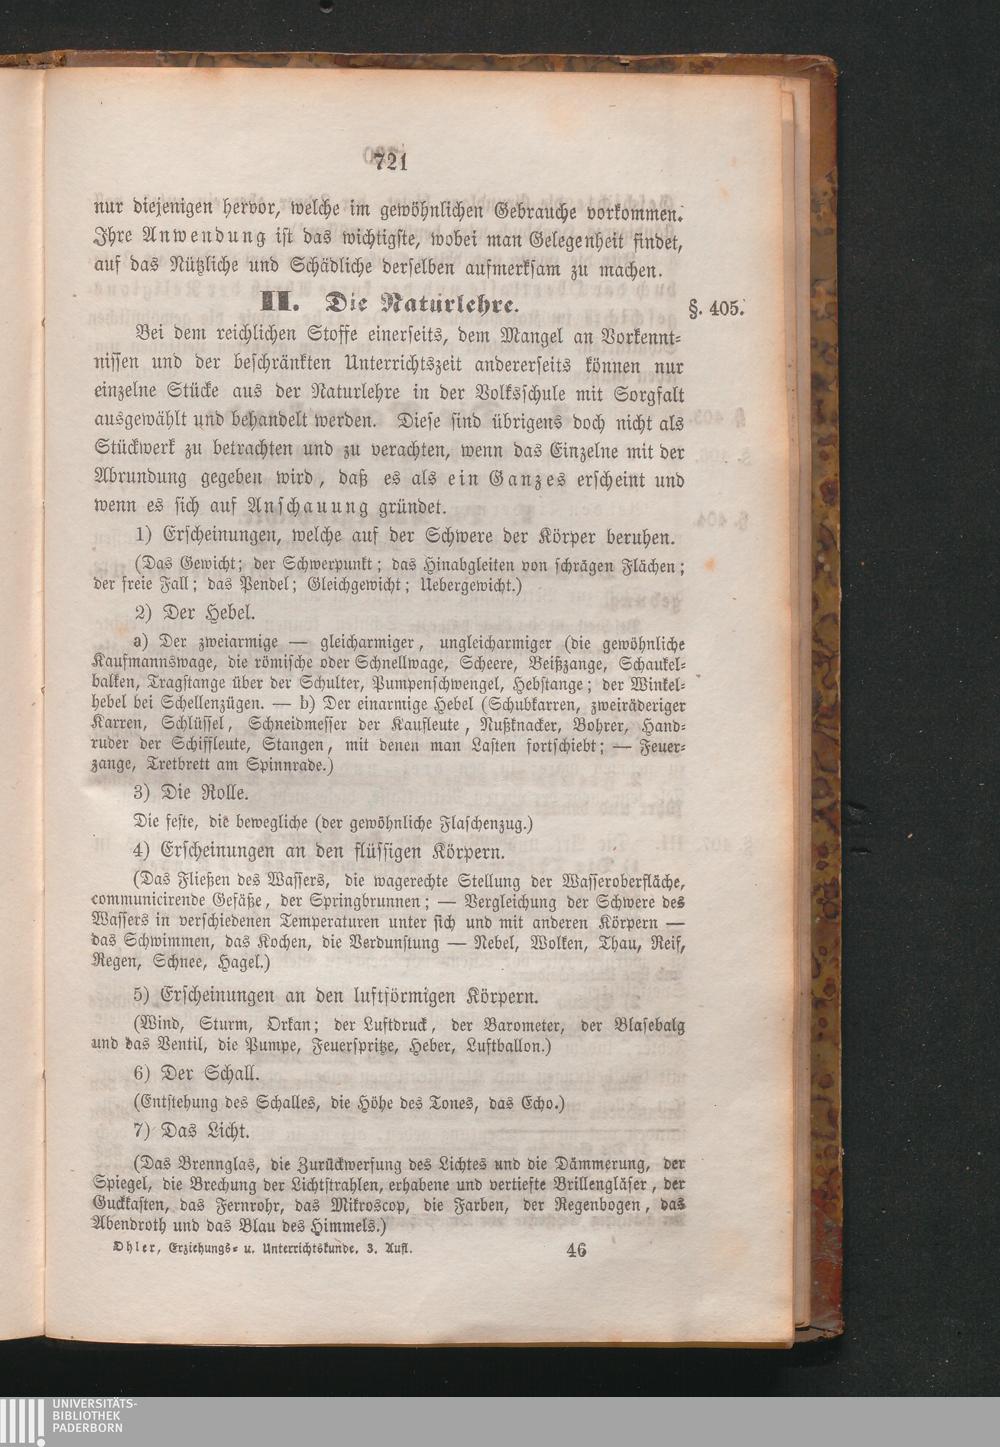 721
nur diejenigen hervor, welche im gewöhnlichen Gebrauche vorkommen.
Ihre Anwendung ist das wichtigste, wobei man Gelegenheit findet,
auf das Nützliche und Schädliche derselben aufmerksam zu machen.
II. Die Naturlehre. §. 405.
Bei dem reichlichen Stoffe einerseits, dem Mangel an Vorkennt-
nissen und der beschränkten Unterrichtszeit andererseits können nur
einzelne Stücke aus der Naturlehre in der Volksschule mit Sorgfalt
ausgewählt und behandelt werden. Diese sind übrigens doch nicht als
Stückwerk zu betrachten und zu verachten, wenn das Einzelne mit der
Abrundung gegeben wird, daß es als ein Ganzes erscheint und
wenn es sich auf Anschauung gründet.
1) Erscheinungen, welche auf der Schwere der Körper beruhen.
(Das Gewicht; der Schwerpunkt; das Hinabgleiten von schrägen Flächen;
der freie Fall; das Pendel; Gleichgewicht; Uebergewicht.)
2) Der Hebel.
a) Der zweiarmige — gleicharmiger, ungleicharmiger (die gewöhnliche
Kaufmannswage, die römische oder Schnellwage, Scheere, Beißzange, Schaukel-
balken, Tragstange über der Schulter, Pumpenschwengel, Hebstange; der Winkel-
hebel bei Schellenzügen. — b) Der einarmige Hebel (Schubkarren, zweiräderiger
Karren, Schlüssel, Schneidmesser der Kaufleute, Nußknacker, Bohrer, Hand-
ruder der Schiffleute, Stangen, mit denen man Lasten fortschiebt; — Feuer-
zange, Tretbrett am Spinnrade.)
3) Die Rolle.
Die feste, die bewegliche (der gewöhnliche Flaschenzug.)
4) Erscheinungen an den flüssigen Körpern.
(Das Fließen des Wassers, die wagerechte Stellung der Wasseroberfläche,
communicirende Gefäße, der Springbrunnen; — Vergleichung der Schwere des
Wassers in verschiedenen Temperaturen unter sich und mit anderen Körpern —
das Schwimmen, das Kochen, die Verdunstung — Nebel, Wolken, Thau, Reif,
Regen, Schnee, Hagel.)
5) Erscheinungen an den luftförmigen Körpern.
(Wind, Sturm, Orkan; der Luftdruck, der Barometer, der Blasebalg
und das Ventil, die Pumpe, Feuerspritze, Heber, Luftballon.)
6) Der Schall.
(Entstehung des Schalles, die Höhe des Tones, das Echo.)
7) Das Licht.
(Das Brennglas, die Zurückwerfung des Lichtes und die Dämmerung, der
Spiegel, die Brechung der Lichtstrahlen, erhabene und vertiefte Brillengläser, der
Guckkasten, das Fernrohr, das Mikroscop, die Farben, der Regenbogen, das
Abendroth und das Blau des Himmels.)
Ohler, Erziehungs- u. Unterrichtskunde. 3. Aufl. 46
UNIVERSITÄTS-
BIBLIOTHEK
PADERBORN